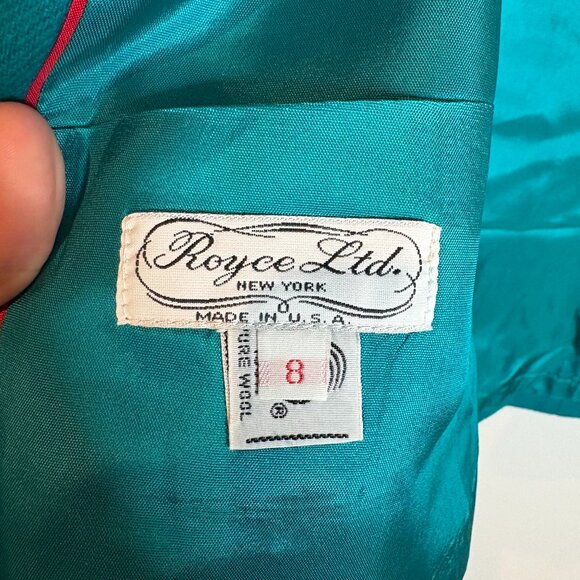 Royce Ltd.
NEW YORK
MADE IN U.S.A.
PURE WOOL
8
®